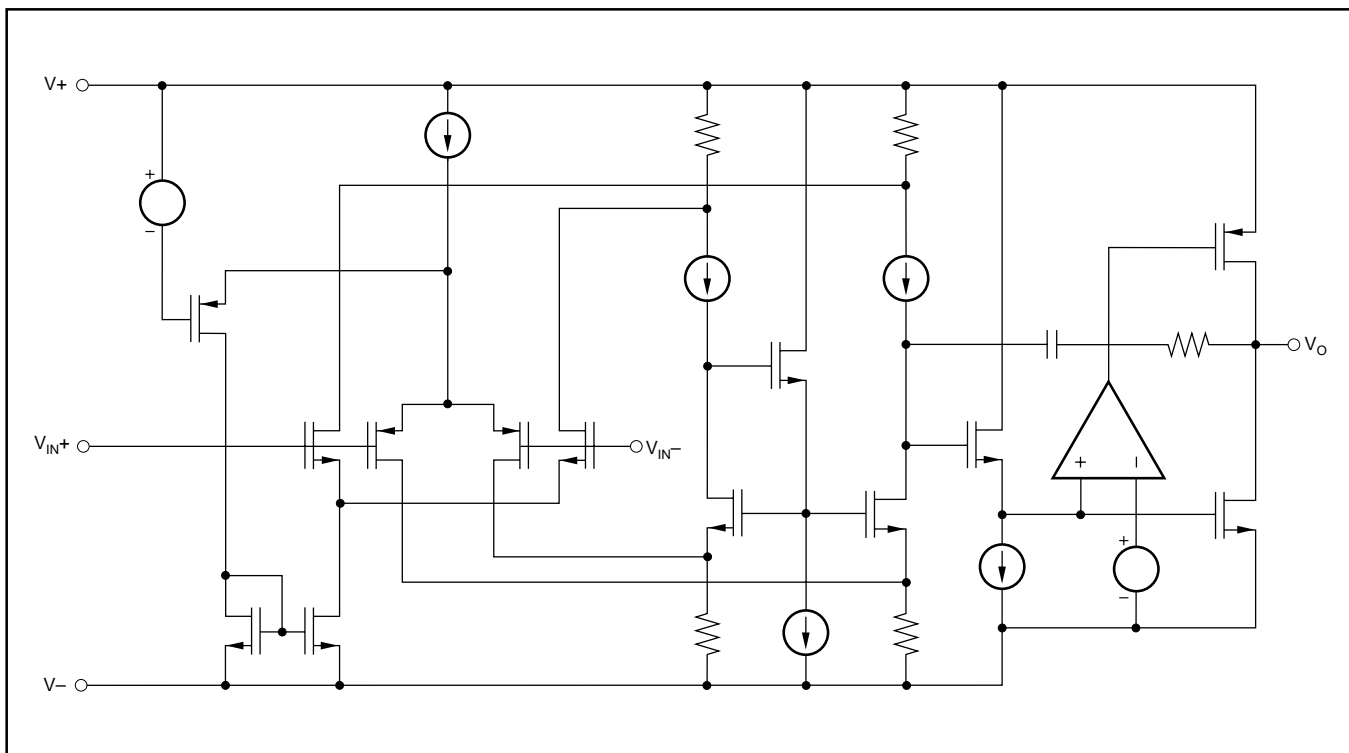 V+
+
–
V_O
V_IN+
V_IN–
+ –
+
–
V–